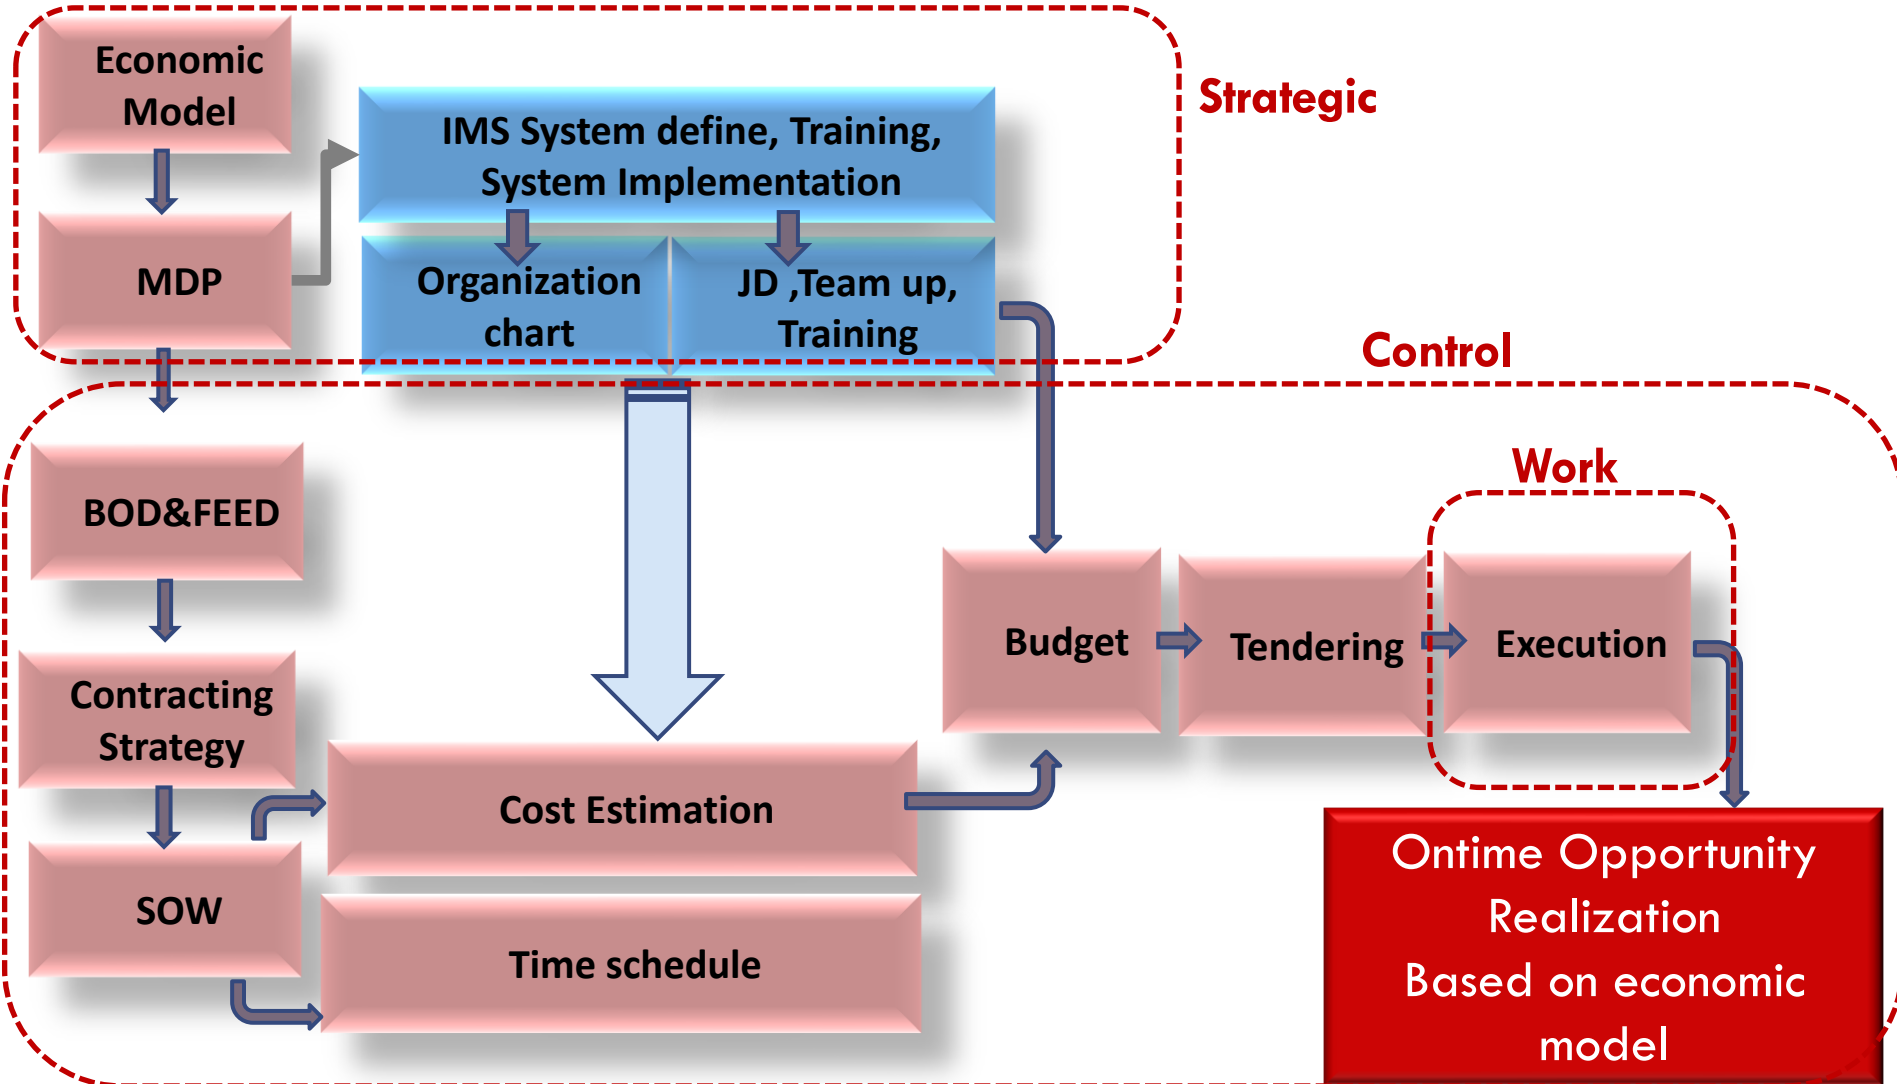 Economic
Model
Strategic
IMS System define, Training,
System Implementation
MDP
Organization
chart
JD ,Team up,
Training
Control
Work
BOD&FEED
Budget
Tendering
Execution
Contracting
Strategy
Cost Estimation
SOW
Time schedule
Ontime Opportunity
Realization
Based on economic
model